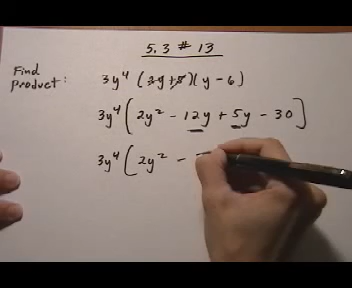 5.3 # 13
Find
Product:
3y⁴ (2y+5)(y - 6)
3y⁴ [2y² - 12y + 5y - 30]
3y⁴ [2y² -